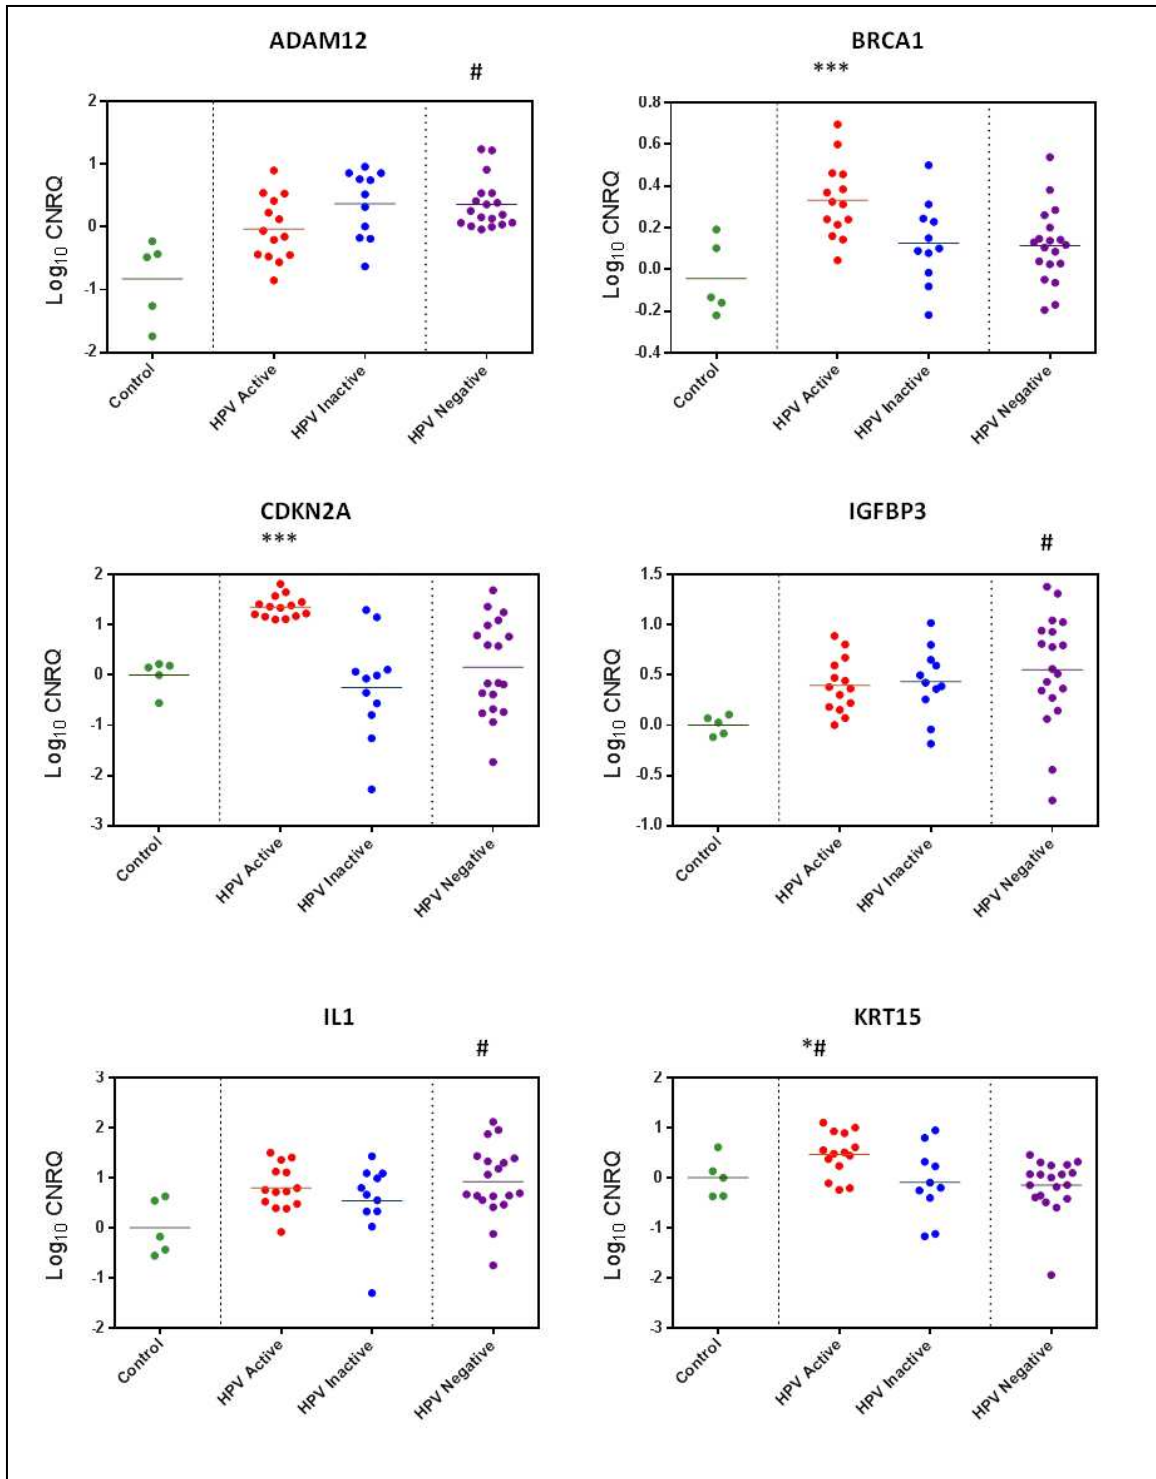 ADAM12
#
Log10 CNRQ
2
1
0
-1
-2
Control
HPV Active
HPV Inactive
HPV Negative
BRCA1
***
Log10 CNRQ
0.8
0.6
0.4
0.2
0.0
-0.2
-0.4
Control
HPV Active
HPV Inactive
HPV Negative
CDKN2A
***
Log10 CNRQ
2
1
0
-1
-2
-3
Control
HPV Active
HPV Inactive
HPV Negative
IGFBP3
#
Log10 CNRQ
1.5
1.0
0.5
0.0
0.5
-1.0
Control
HPV Active
HPV Inactive
HPV Negative
IL1
#
Log10 CNRQ
3
2
1
0
-1
-2
Control
HPV Active
HPV Inactive
HPV Negative
KRT15
*#
Log10 CNRQ
2
1
0
-1
-2
-3
Control
HPV Active
HPV Inactive
HPV Negative